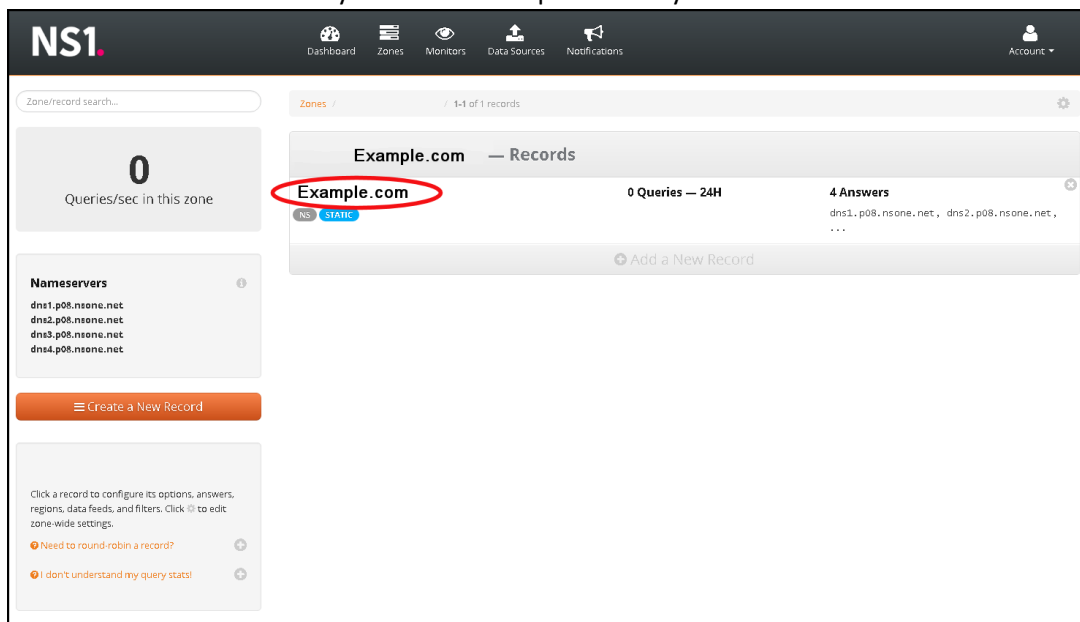 NS1.
Dashboard Zones Monitors Data Sources Notifications Account
Zone/record search...
Zones / / 1-1 of 1 records
0
Queries/sec in this zone
Example.com — Records
Example.com 0 Queries — 24H 4 Answers
NS STATIC dns1.p08.nsone.net, dns2.p08.nsone.net,
...
Add a New Record
Nameservers
dns1.p08.nsone.net
dns2.p08.nsone.net
dns3.p08.nsone.net
dns4.p08.nsone.net
Create a New Record
Click a record to configure its options, answers,
regions, data feeds, and filters. Click to edit
zone-wide settings.
Need to round-robin a record?
I don't understand my query stats!